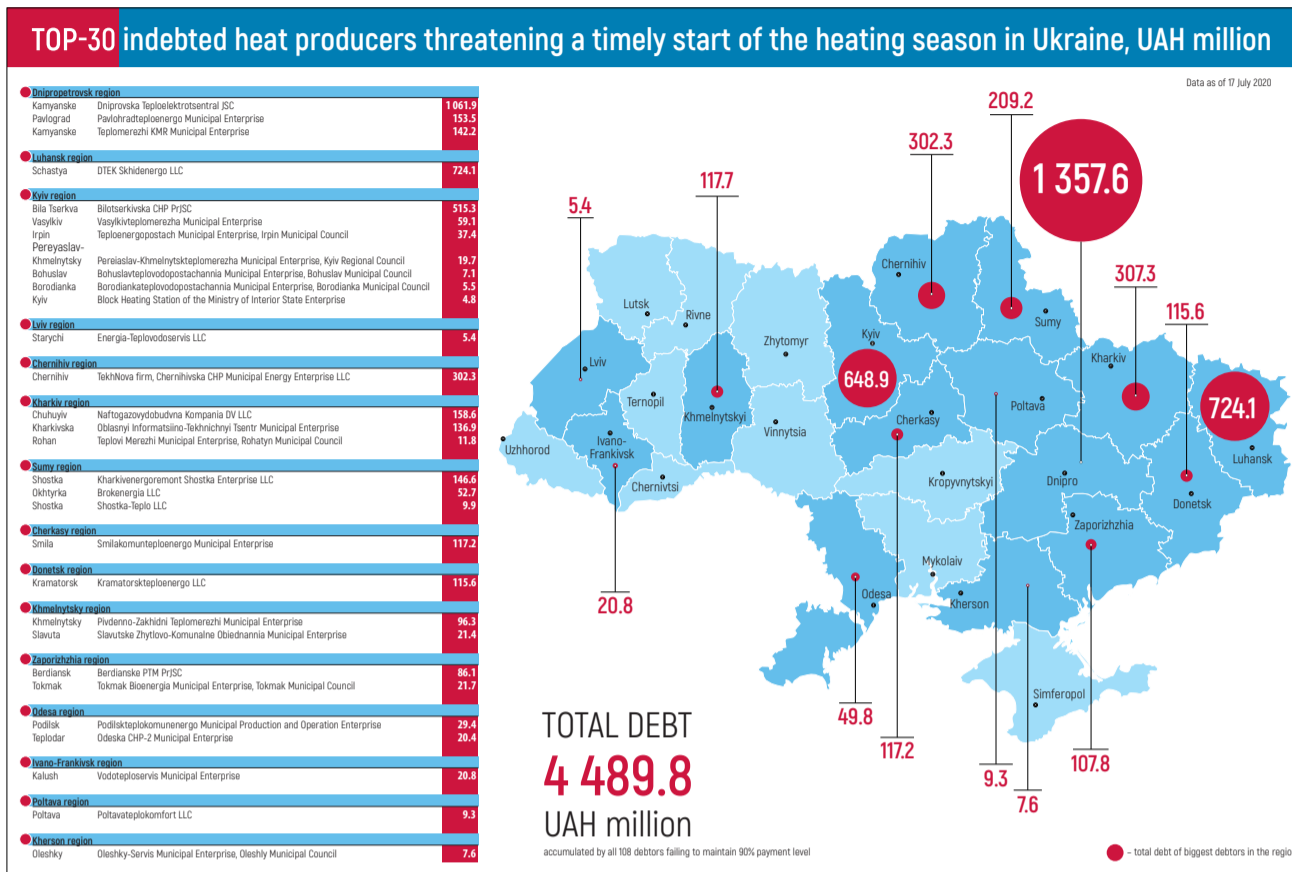 TOP-30 indebted heat producers threatening a timely start of the heating season in Ukraine, UAH million
Data as of 17 July 2020
Dnipropetrovsk region
Kamyanske Dniprovska Teploelektrotsentral JSC 1 061.9
Pavlograd Pavlohradteploenergo Municipal Enterprise 153.5
Kamyanske Teplomerezhi KMR Municipal Enterprise 142.2
Luhansk region
Schastya DTEK Skhidenergo LLC 724.1
Kyiv region
Bila Tserkva Bilotserkivska CHP PrJSC 515.3
Vasylkiv Vasylkivteplomerezha Municipal Enterprise 59.1
Irpin Teploenergopostach Municipal Enterprise, Irpin Municipal Council 37.4
Pereyaslav-
Khmelnytsky Pereiaslav-Khmelnytskteplomerezha Municipal Enterprise, Kyiv Regional Council 19.7
Bohuslav Bohuslavteplovodopostachannia Municipal Enterprise, Bohuslav Municipal Council 7.1
Borodianka Borodiankateplovodopostachannia Municipal Enterprise, Borodianka Municipal Council 5.5
Kyiv Block Heating Station of the Ministry of Interior State Enterprise 4.8
Lviv region
Starychi Energia-Teplovodoservis LLC 5.4
Chernihiv region
Chernihiv TekhNova firm, Chernihivska CHP Municipal Energy Enterprise LLC 302.3
Kharkiv region
Chuhuyiv Naftogazovydobudvna Kompania DV LLC 158.6
Kharkivska Oblasnyi Informatsiino-Tekhnichnyi Tsentr Municipal Enterprise 136.9
Rohan Teplovi Merezhi Municipal Enterprise, Rohatyn Municipal Council 11.8
Sumy region
Shostka Kharkivenergoremont Shostka Enterprise LLC 146.6
Okhtyrka Brokenergia LLC 52.7
Shostka Shostka-Teplo LLC 9.9
Cherkasy region
Smila Smilakomunteploenergo Municipal Enterprise 117.2
Donetsk region
Kramatorsk Kramatorskteploenergo LLC 115.6
Khmelnytsky region
Khmelnytsky Pivdenno-Zakhidni Teplomerezhi Municipal Enterprise 96.3
Slavuta Slavutske Zhytlovo-Komunalne Obiednannia Municipal Enterprise 21.4
Zaporizhzhia region
Berdiansk Berdianske PTM PrJSC 86.1
Tokmak Tokmak Bioenergia Municipal Enterprise, Tokmak Municipal Council 21.7
Odesa region
Podilsk Podilskteplokomunenergo Municipal Production and Operation Enterprise 29.4
Teplodar Odeska CHP-2 Municipal Enterprise 20.4
Ivano-Frankivsk region
Kalush Vodoteploservis Municipal Enterprise 20.8
Poltava region
Poltava Poltavateplokomfort LLC 9.3
Kherson region
Oleshky Oleshky-Servis Municipal Enterprise, Oleshly Municipal Council 7.6
209.2
302.3
1 357.6
117.7
5.4
307.3
115.6
Chernihiv
Lutsk
Rivne
Sumy
Kyiv
Zhytomyr
Kharkiv
Lviv
648.9
Ternopil
Poltava
724.1
Khmelnytskyi
Cherkasy
Vinnytsia
Ivano-
Frankivsk
Uzhhorod
Luhansk
Chernivtsi
Kropyvnytskyi
Dnipro
Donetsk
Zaporizhzhia
Mykolaiv
Odesa
Kherson
20.8
Simferopol
49.8
117.2
9.3
7.6
107.8
TOTAL DEBT
4 489.8
UAH million
accumulated by all 108 debtors failing to maintain 90% payment level
– total debt of biggest debtors in the regio